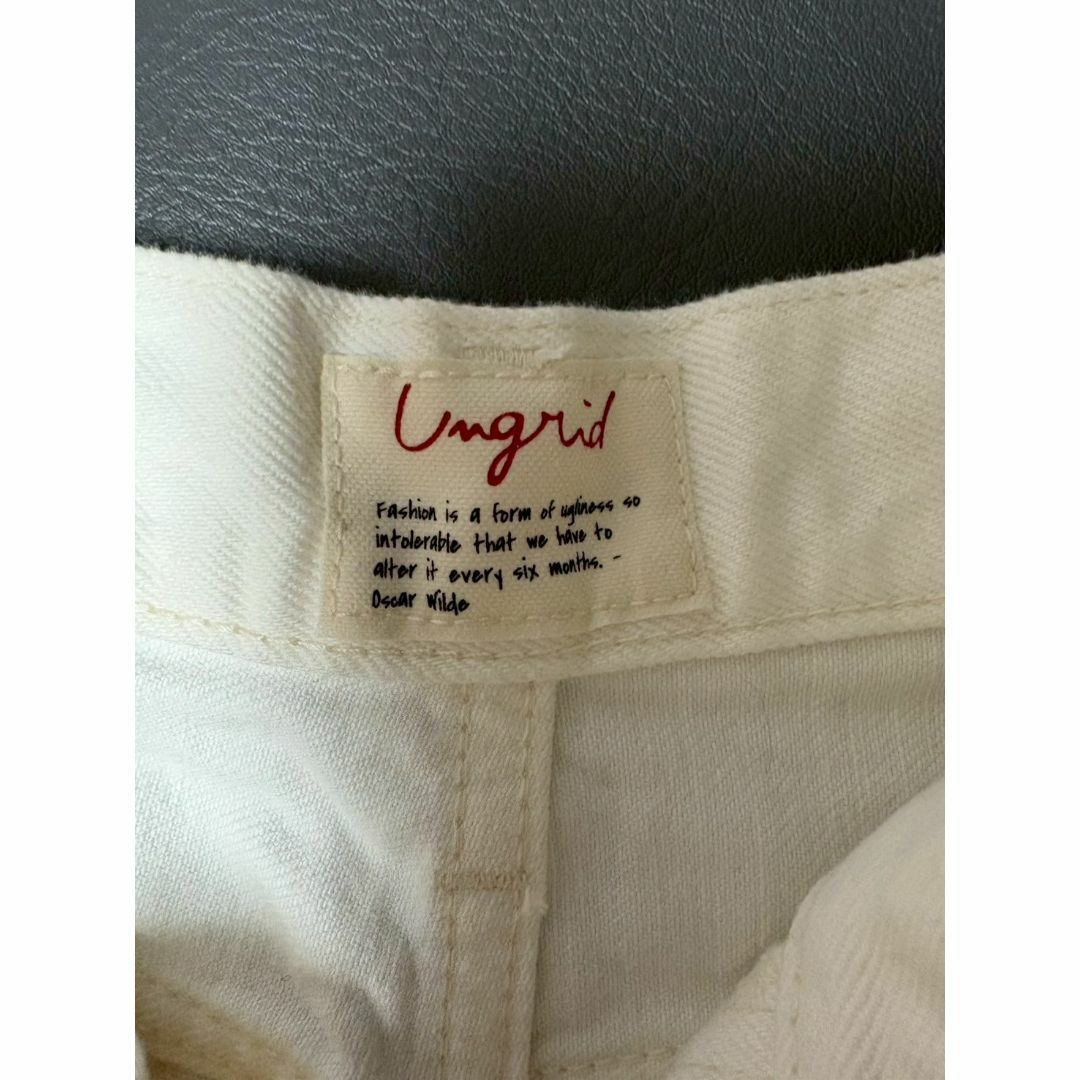 Ungrid
Fashion is a form of ugliness so
intolerable that we have to
alter it every six months. -
Oscar Wilde